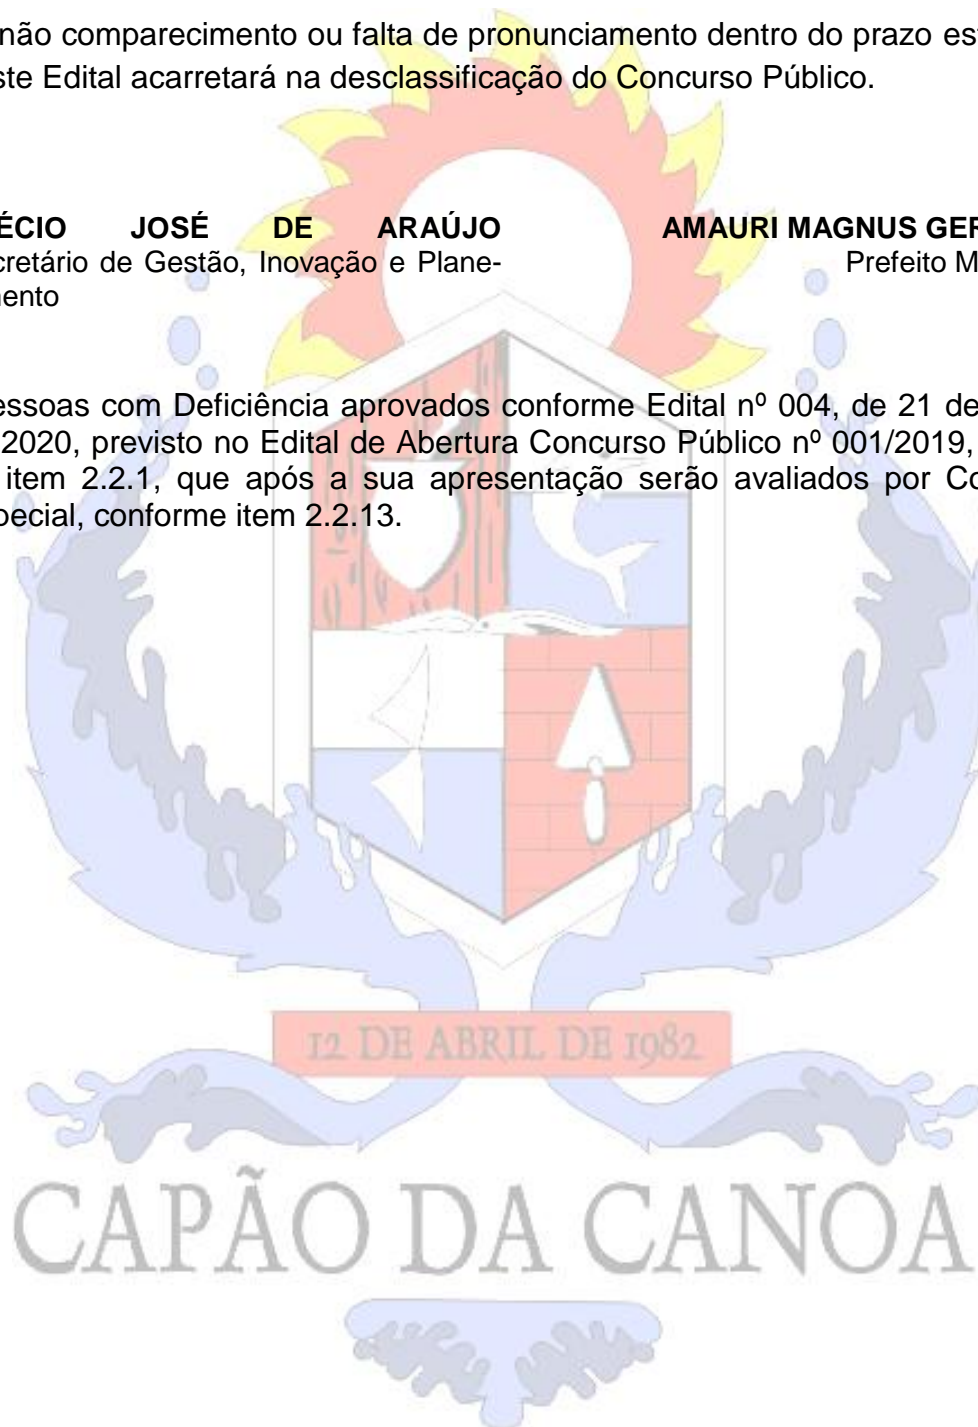 não comparecimento ou falta de pronunciamento dentro do prazo es
ste Edital acarretará na desclassificação do Concurso Público.
ÉCIO JOSÉ DE ARAÚJO
cretário de Gestão, Inovação e Plane-
mento
AMAURI MAGNUS GER
Prefeito M
essoas com Deficiência aprovados conforme Edital nº 004, de 21 de
2020, previsto no Edital de Abertura Concurso Público nº 001/2019,
item 2.2.1, que após a sua apresentação serão avaliados por Co
pecial, conforme item 2.2.13.
12 DE ABRIL DE 1982
CAPÃO DA CANOA